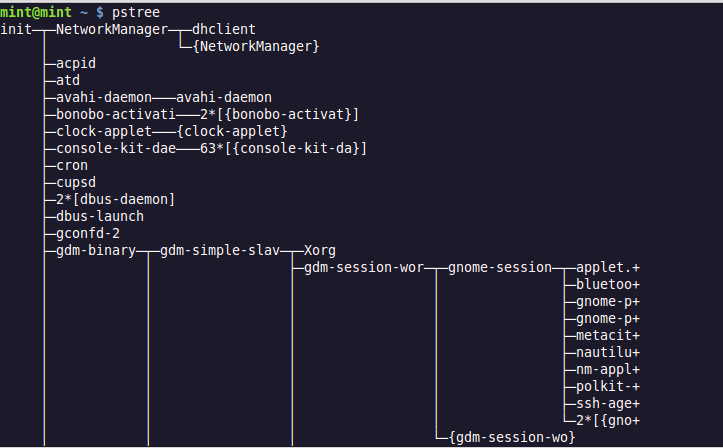 mint@mint ~ $ pstree
init─┬─NetworkManager─┬─dhclient
     │                └─{NetworkManager}
     ├─acpid
     ├─atd
     ├─avahi-daemon───avahi-daemon
     ├─bonobo-activati───2*[{bonobo-activat}]
     ├─clock-applet───{clock-applet}
     ├─console-kit-dae───63*[{console-kit-da}]
     ├─cron
     ├─cupsd
     ├─2*[dbus-daemon]
     ├─dbus-launch
     ├─gconfd-2
     ├─gdm-binary─┬─gdm-simple-slav─┬─Xorg
     │            │                 ├─gdm-session-wor─┬─gnome-session─┬─applet.+
     │            │                 │                 │               ├─bluetoo+
     │            │                 │                 │               ├─gnome-p+
     │            │                 │                 │               ├─gnome-p+
     │            │                 │                 │               ├─metacit+
     │            │                 │                 │               ├─nautilu+
     │            │                 │                 │               ├─nm-appl+
     │            │                 │                 │               ├─polkit-+
     │            │                 │                 │               ├─ssh-age+
     │            │                 │                 │               └─2*[{gno+
     │            │                 │                 └─{gdm-session-wo}